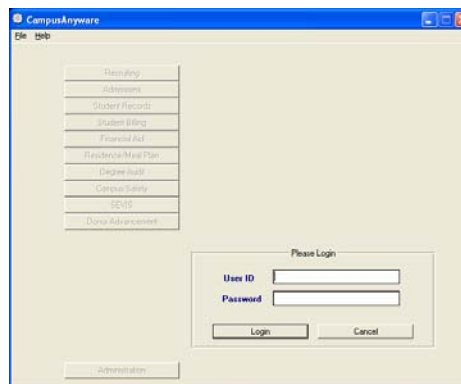 CampusAnyware
File Help
Recruiting
Admissions
Student Records
Student Billing
Financial Aid
Residence/Meal Plan
Degree Audit
Campus Safety
SEVIS
Donor Advancement
Please Login
User ID
Password
Login Cancel
Administration